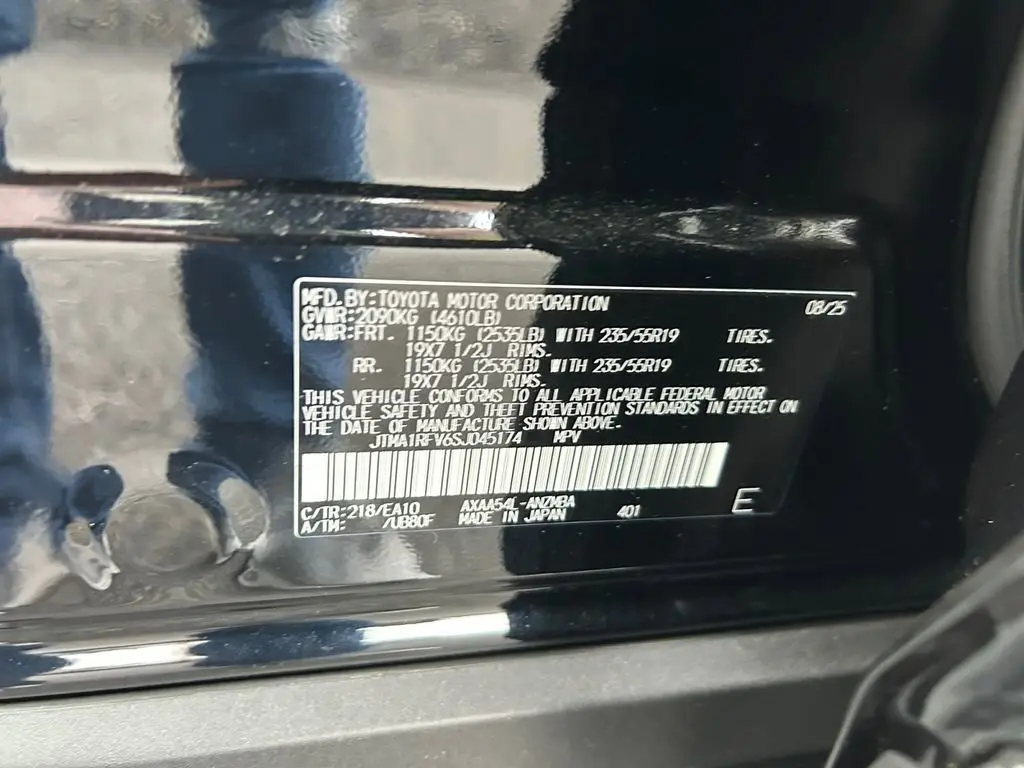 MFD. BY: TOYOTA MOTOR CORPORATION 08/25
GVWR: 2090KG (4610LB)
GAWR: FRT. 1150KG (2535LB) WITH 235/55R19 TIRES.
19X7 1/2J RIMS.
RR. 1150KG (2535LB) WITH 235/55R19 TIRES.
19X7 1/2J RIMS.
THIS VEHICLE CONFORMS TO ALL APPLICABLE FEDERAL MOTOR
VEHICLE SAFETY AND THEFT PREVENTION STANDARDS IN EFFECT ON
THE DATE OF MANUFACTURE SHOWN ABOVE.
JTMA1RFV6SJ045174 MPV
C/TR: 218/EA10 AXAA54L-ANZMBA
A/TM: /UB80F MADE IN JAPAN 401 E